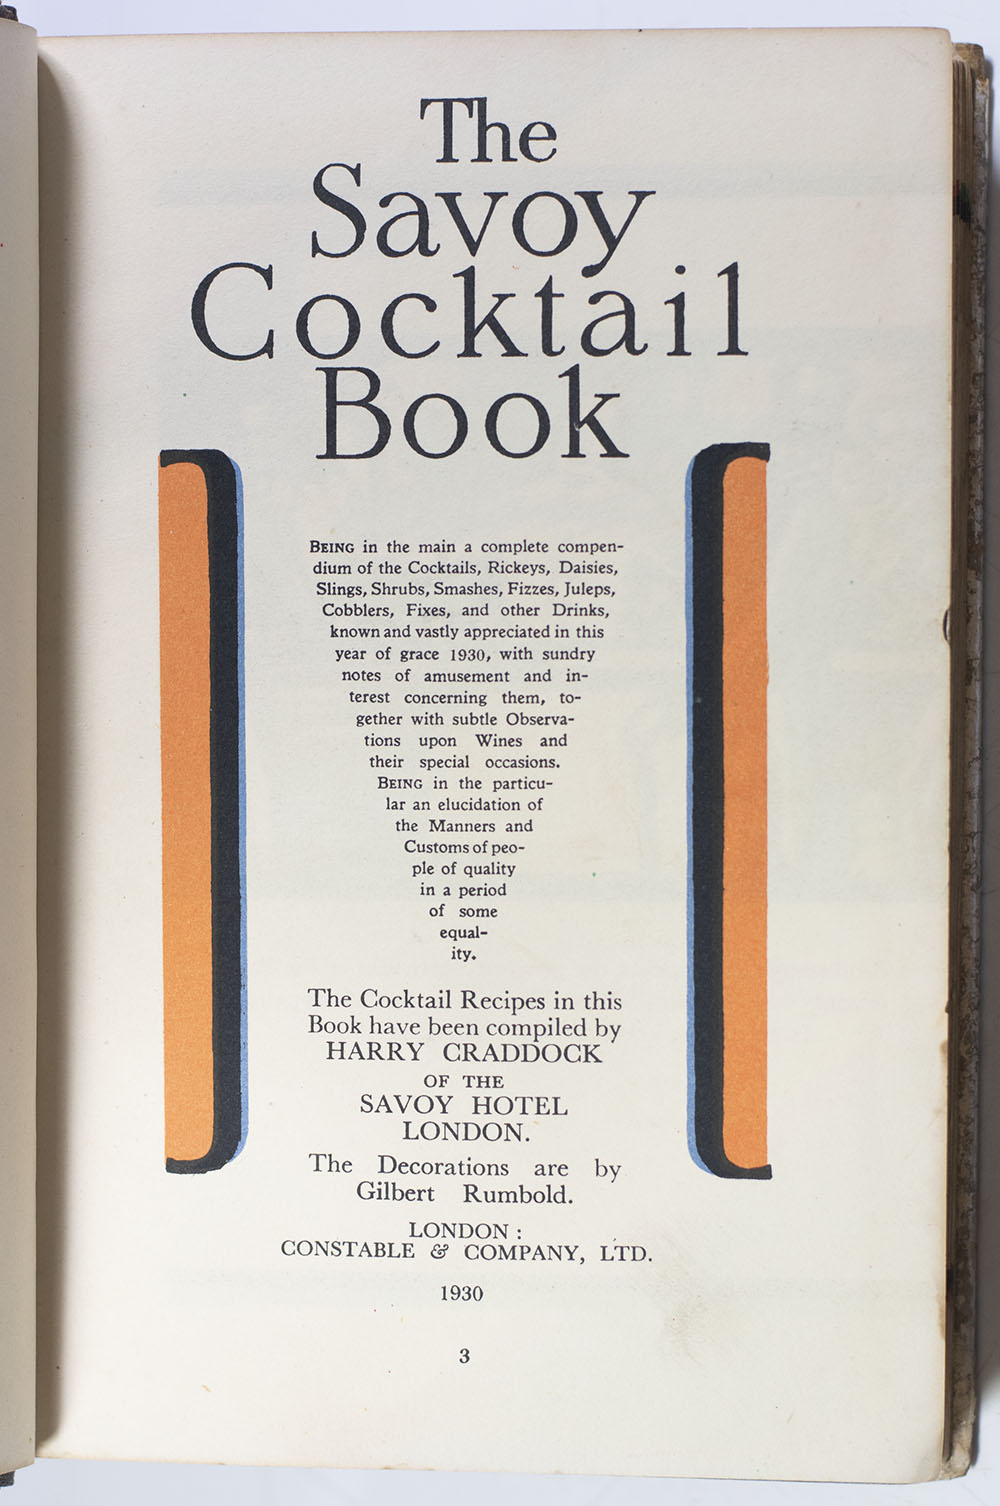 The
Savoy
Cocktail
Book
BEING in the main a complete compen-
dium of the Cocktails, Rickeys, Daisies,
Slings, Shrubs, Smashes, Fizzes, Juleps,
Cobblers, Fixes, and other Drinks,
known and vastly appreciated in this
year of grace 1930, with sundry
notes of amusement and in-
terest concerning them, to-
gether with subtle Observa-
tions upon Wines and
their special occasions.
BEING in the particu-
lar an elucidation of
the Manners and
Customs of peo-
ple of quality
in a period
of some
equal-
ity.
The Cocktail Recipes in this
Book have been compiled by
HARRY CRADDOCK
OF THE
SAVOY HOTEL
LONDON.
The Decorations are by
Gilbert Rumbold.
LONDON :
CONSTABLE & COMPANY, LTD.
1930
3